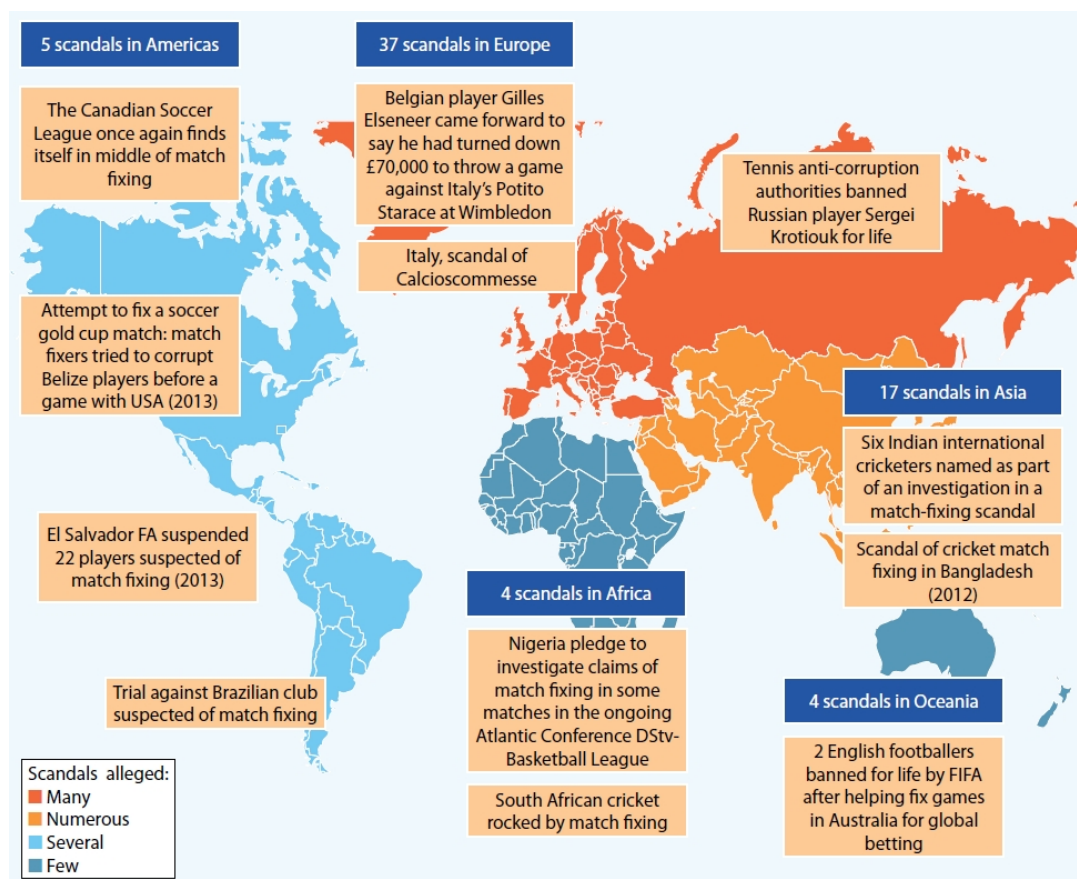 5 scandals in Americas
The Canadian Soccer
League once again finds
itself in middle of match
fixing
Attempt to fix a soccer
gold cup match: match
fixers tried to corrupt
Belize players before a
game with USA (2013)
El Salvador FA suspended
22 players suspected of
match fixing (2013)
Trial against Brazilian club
suspected of match fixing
37 scandals in Europe
Belgian player Gilles
Elseneer came forward to
say he had turned down
£70,000 to throw a game
against Italy's Potito
Starace at Wimbledon
Italy, scandal of
Calcioscommesse
Tennis anti-corruption
authorities banned
Russian player Sergei
Krotiouk for life
17 scandals in Asia
Six Indian international
cricketers named as part
of an investigation in a
match-fixing scandal
Scandal of cricket match
fixing in Bangladesh
(2012)
4 scandals in Africa
Nigeria pledge to
investigate claims of
match fixing in some
matches in the ongoing
Atlantic Conference DStv-
Basketball League
South African cricket
rocked by match fixing
4 scandals in Oceania
2 English footballers
banned for life by FIFA
after helping fix games
in Australia for global
betting
Scandals alleged:
Many
Numerous
Several
Few